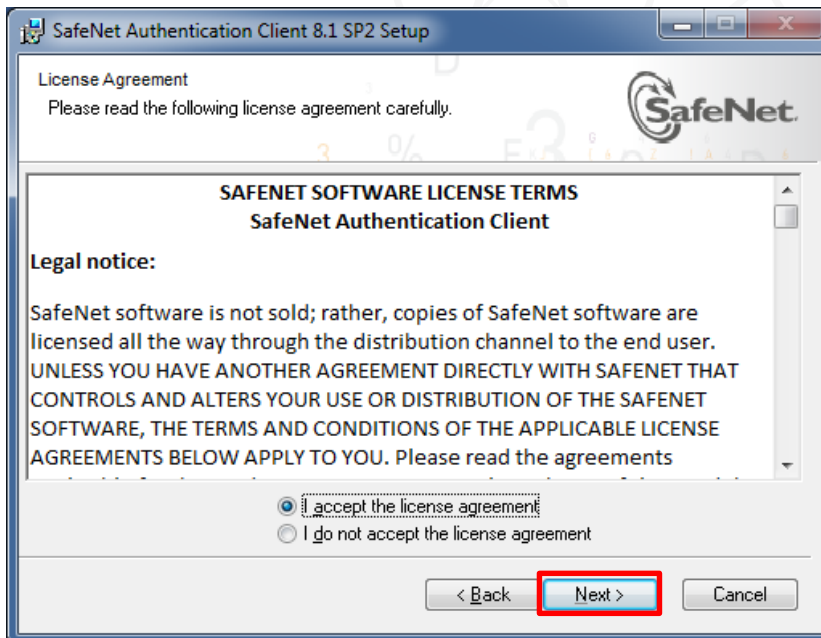 SafeNet Authentication Client 8.1 SP2 Setup
License Agreement
Please read the following license agreement carefully.
SafeNet.
SAFENET SOFTWARE LICENSE TERMS
SafeNet Authentication Client
Legal notice:
SafeNet software is not sold; rather, copies of SafeNet software are
licensed all the way through the distribution channel to the end user.
UNLESS YOU HAVE ANOTHER AGREEMENT DIRECTLY WITH SAFENET THAT
CONTROLS AND ALTERS YOUR USE OR DISTRIBUTION OF THE SAFENET
SOFTWARE, THE TERMS AND CONDITIONS OF THE APPLICABLE LICENSE
AGREEMENTS BELOW APPLY TO YOU. Please read the agreements
I accept the license agreement
I do not accept the license agreement
< Back
Next >
Cancel